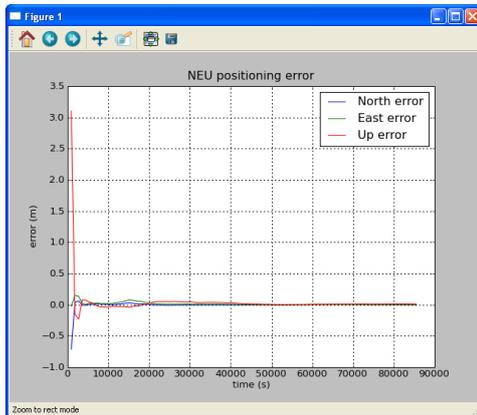 Figure 1
NEU positioning error
3.5
3.0
2.5
2.0
1.5
1.0
0.5
0.0
−0.5
−1.0
error (m)
North error
East error
Up error
0 10000 20000 30000 40000 50000 60000 70000 80000 90000
time (s)
Zoom to rect mode